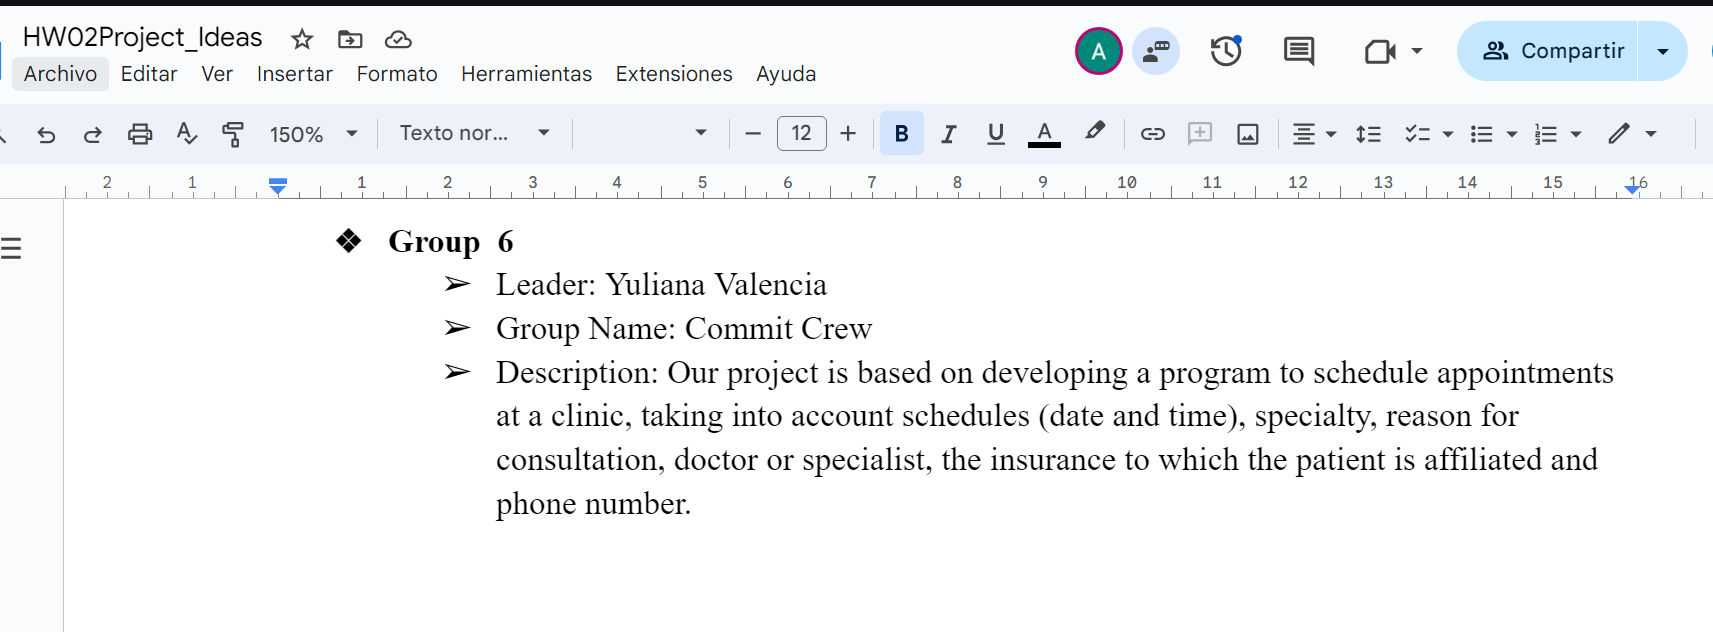 HW02Project_Ideas
A
Compartir
Archivo Editar Ver Insertar Formato Herramientas Extensiones Ayuda
150% Texto nor... 12 B I U A
2 1 1 2 3 4 5 6 7 8 9 10 11 12 13 14 15 16
❖ Group 6
➢ Leader: Yuliana Valencia
➢ Group Name: Commit Crew
➢ Description: Our project is based on developing a program to schedule appointments
at a clinic, taking into account schedules (date and time), specialty, reason for
consultation, doctor or specialist, the insurance to which the patient is affiliated and
phone number.